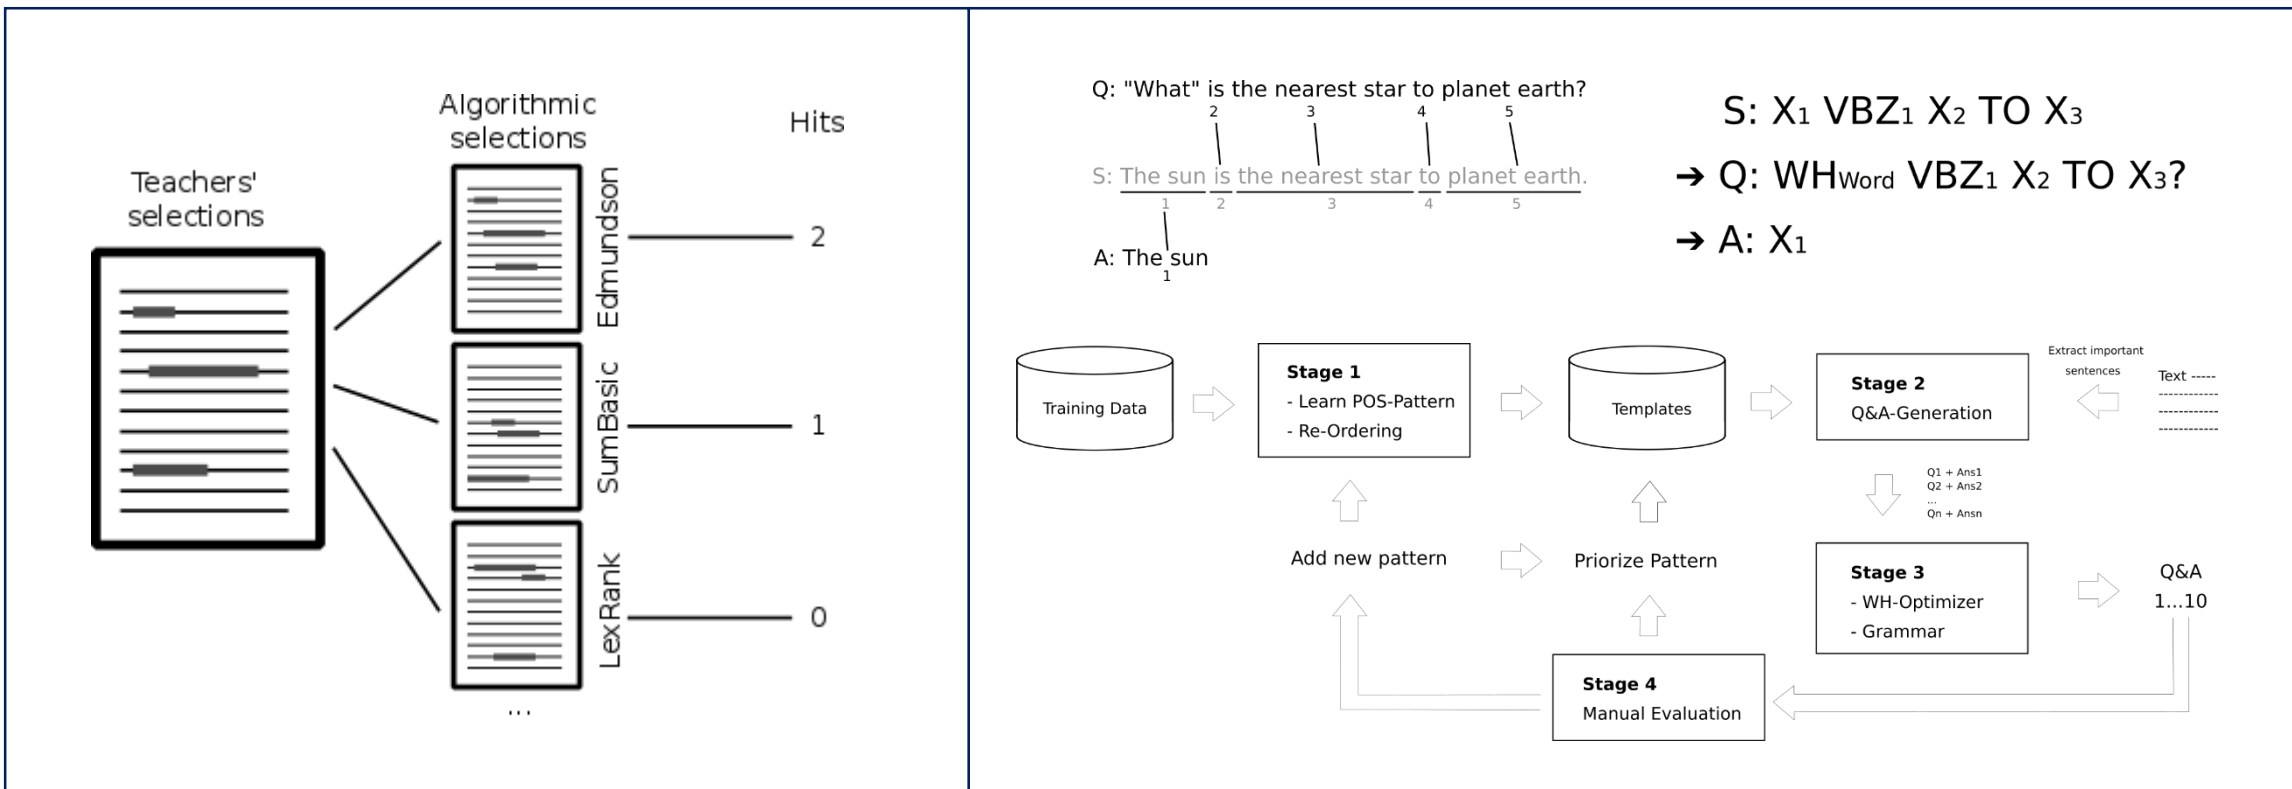 Teachers'
selections
Algorithmic
selections
Hits
Edmundson
2
SumBasic
1
LexRank
0
...
Q: "What" is the nearest star to planet earth?
2 3 4 5
S: The sun is the nearest star to planet earth.
1 2 3 4 5
A: The sun
1
S: X1 VBZ1 X2 TO X3
➔ Q: WHWord VBZ1 X2 TO X3?
➔ A: X1
Training Data
Stage 1
- Learn POS-Pattern
- Re-Ordering
Templates
Stage 2
Q&A-Generation
Extract important
sentences
Text -----
------------
------------
------------
Q1 + Ans1
Q2 + Ans2
...
Qn + Ansn
Add new pattern
Priorize Pattern
Stage 3
- WH-Optimizer
- Grammar
Q&A
1...10
Stage 4
Manual Evaluation